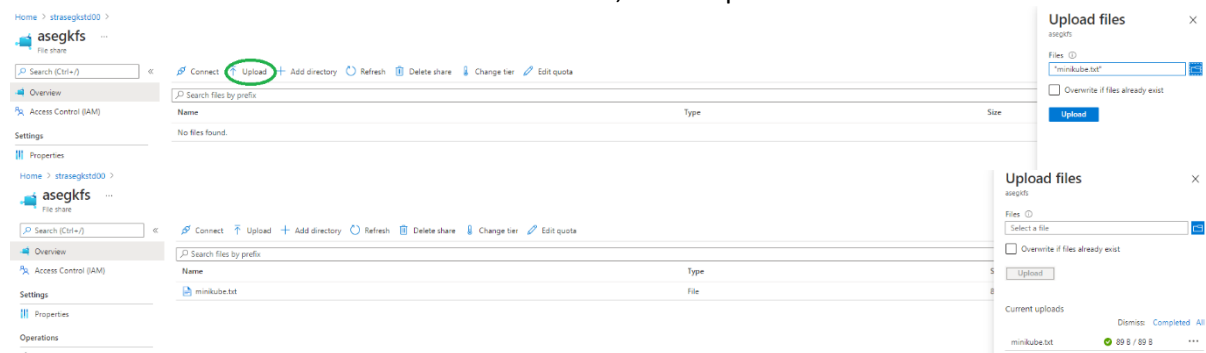 Home > strasegkstd00 >
asegkfs ...
File share
Search (Ctrl+/) «
Overview
Access Control (IAM)
Settings
Properties
Connect Upload Add directory Refresh Delete share Change tier Edit quota
Search files by prefix
Name Type Size
No files found.
Upload files ×
asegkfs
Files
"minikube.txt"
Overwrite if files already exist
Upload
Home > strasegkstd00 >
asegkfs ...
File share
Search (Ctrl+/) «
Overview
Access Control (IAM)
Settings
Properties
Operations
Connect Upload Add directory Refresh Delete share Change tier Edit quota
Search files by prefix
Name Type S
minikube.txt File 8
Upload files ×
asegkfs
Files
Select a file
Overwrite if files already exist
Upload
Current uploads
Dismiss: Completed All
minikube.txt 89 B / 89 B ...